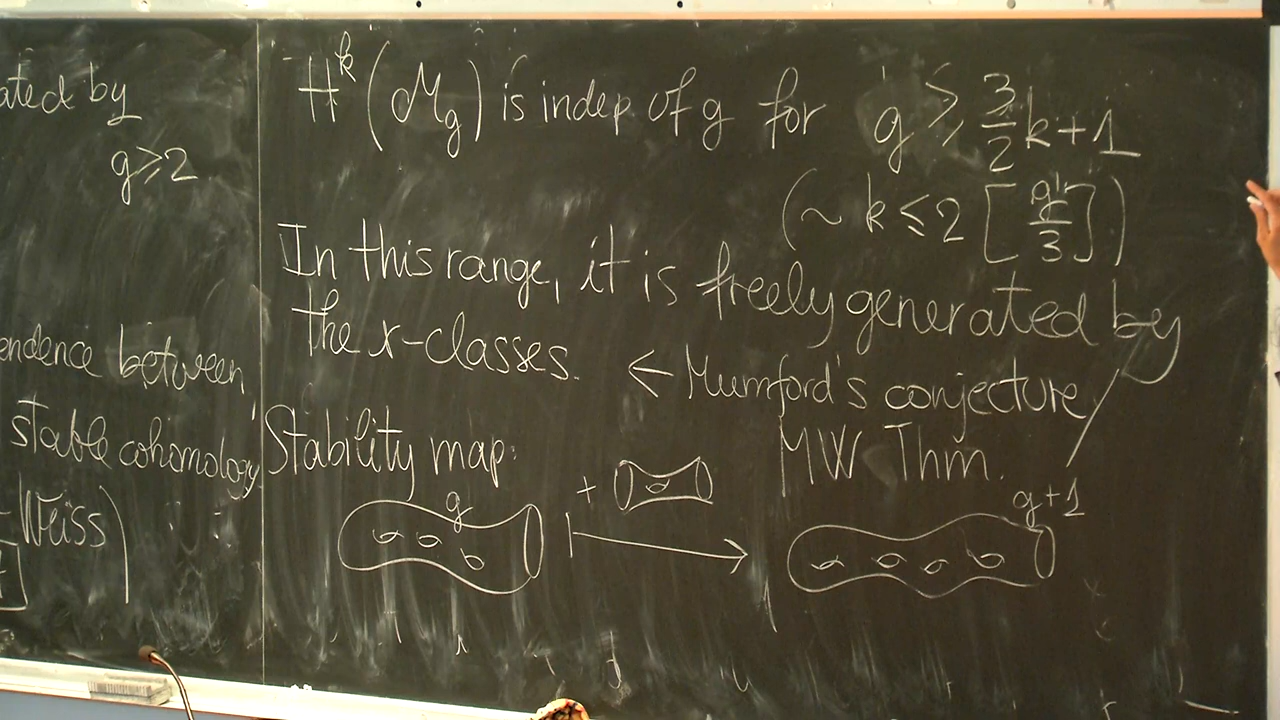 ated by
g ⩾ 2
endence between
stable cohomology
-Weiss)
H^k (M_g) is indep. of g for g ⩾ 3/2 k + 1
(~ k ≤ 2 [g/3])
In this range, it is freely generated by
the κ-classes. ← Mumford's conjecture /
MW Thm.
Stability map:
g + ⟼ g+1